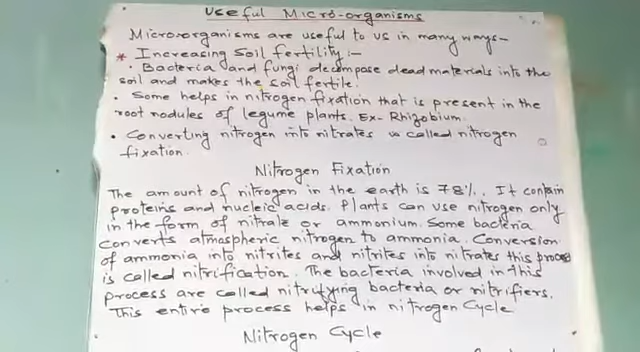 Useful Micro-organisms
Microorganisms are useful to us in many ways-
* Increasing Soil fertility :-
• Bacteria and fungi decompose dead materials into the
soil and makes the soil fertile.
• Some helps in nitrogen fixation that is present in the
root nodules of legume plants. Ex- Rhizobium.
• Converting nitrogen into nitrates is called nitrogen
fixation.
Nitrogen Fixation
The amount of nitrogen in the earth is 78%. It contain
proteins and nucleic acids. Plants can use nitrogen only
in the form of nitrate or ammonium. Some bacteria
converts atmospheric nitrogen to ammonia. Conversion
of ammonia into nitrites and nitrites into nitrates this process
is called nitrification. The bacteria involved in this
process are called nitrifying bacteria or nitrifiers.
This entire process helps in nitrogen Cycle
Nitrogen Cycle